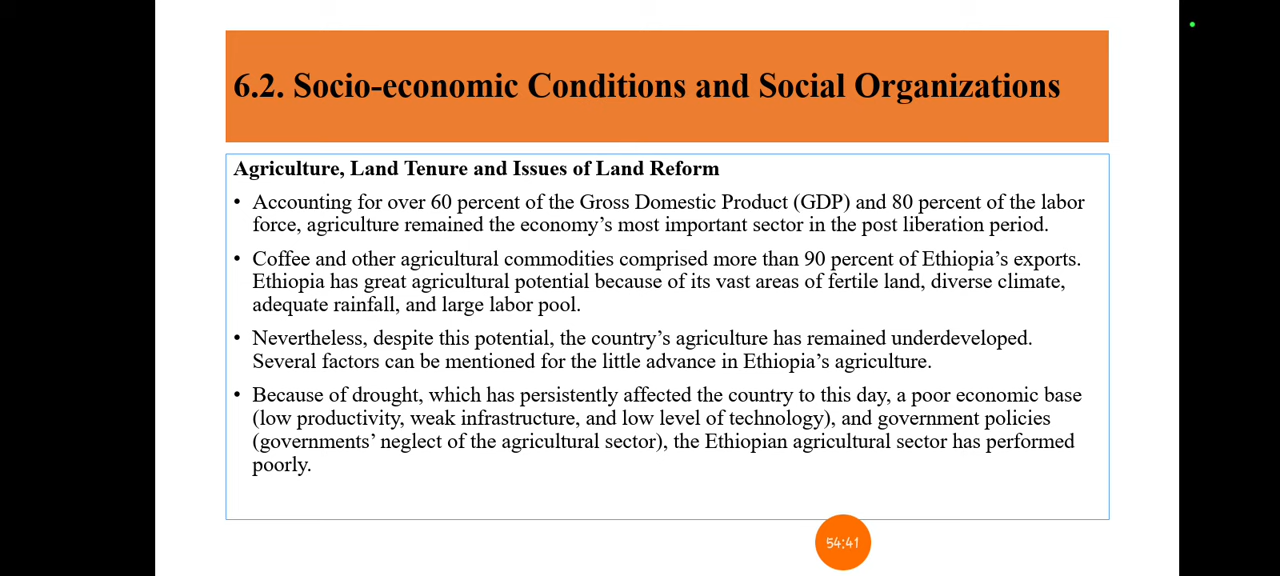 6.2. Socio-economic Conditions and Social Organizations
Agriculture, Land Tenure and Issues of Land Reform
• Accounting for over 60 percent of the Gross Domestic Product (GDP) and 80 percent of the labor
force, agriculture remained the economy’s most important sector in the post liberation period.
• Coffee and other agricultural commodities comprised more than 90 percent of Ethiopia’s exports.
Ethiopia has great agricultural potential because of its vast areas of fertile land, diverse climate,
adequate rainfall, and large labor pool.
• Nevertheless, despite this potential, the country’s agriculture has remained underdeveloped.
Several factors can be mentioned for the little advance in Ethiopia’s agriculture.
• Because of drought, which has persistently affected the country to this day, a poor economic base
(low productivity, weak infrastructure, and low level of technology), and government policies
(governments’ neglect of the agricultural sector), the Ethiopian agricultural sector has performed
poorly.
54:41